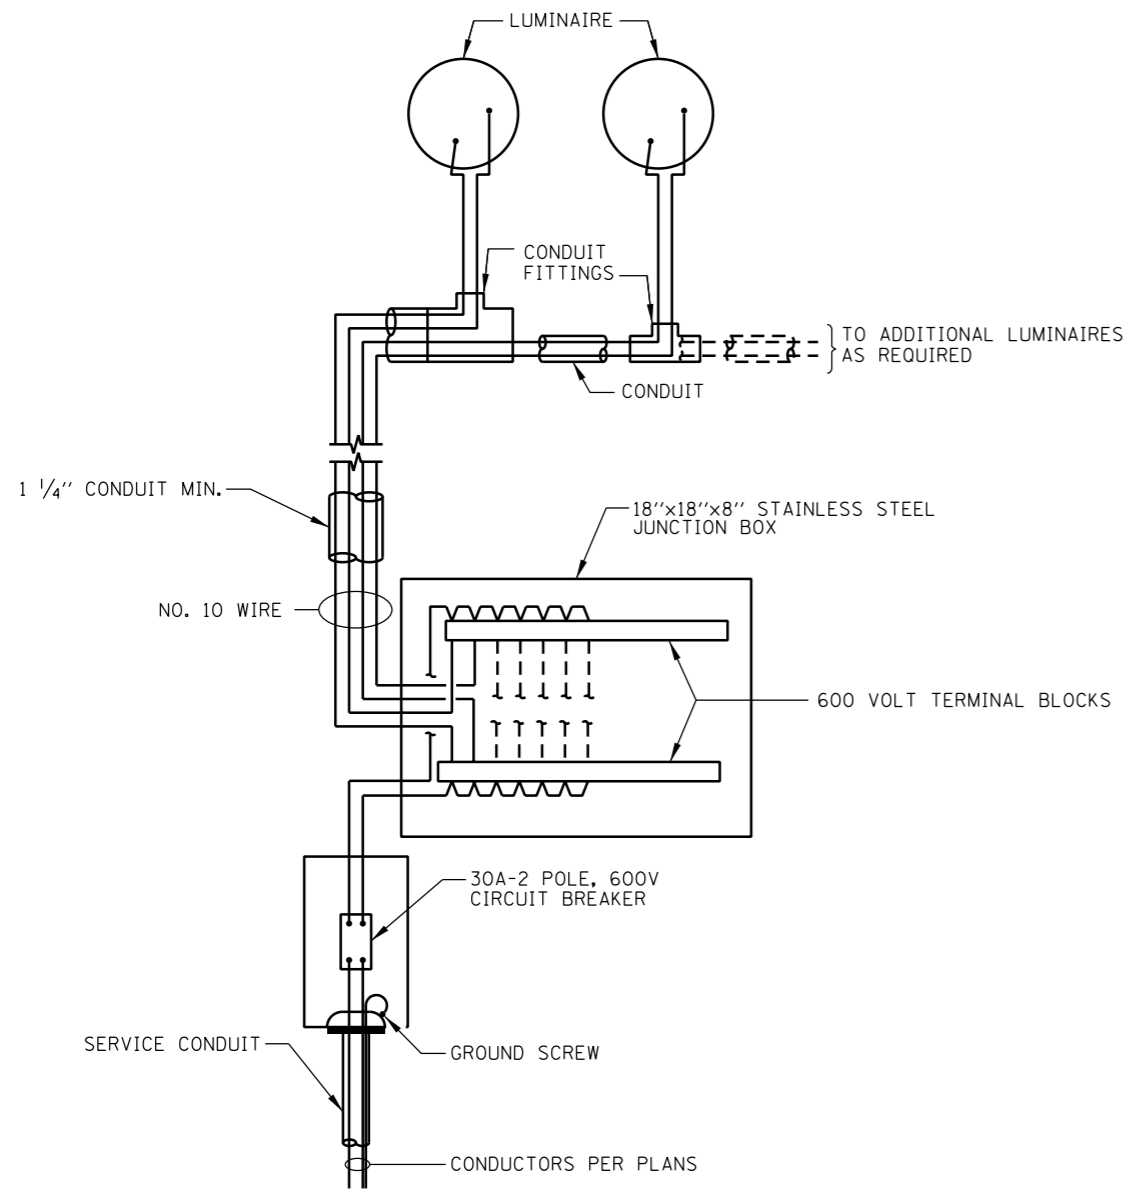 LUMINAIRE
CONDUIT
FITTINGS
TO ADDITIONAL LUMINAIRES
AS REQUIRED
CONDUIT
1 1/4" CONDUIT MIN.
18"x18"x8" STAINLESS STEEL
JUNCTION BOX
NO. 10 WIRE
600 VOLT TERMINAL BLOCKS
30A-2 POLE, 600V
CIRCUIT BREAKER
SERVICE CONDUIT
GROUND SCREW
CONDUCTORS PER PLANS